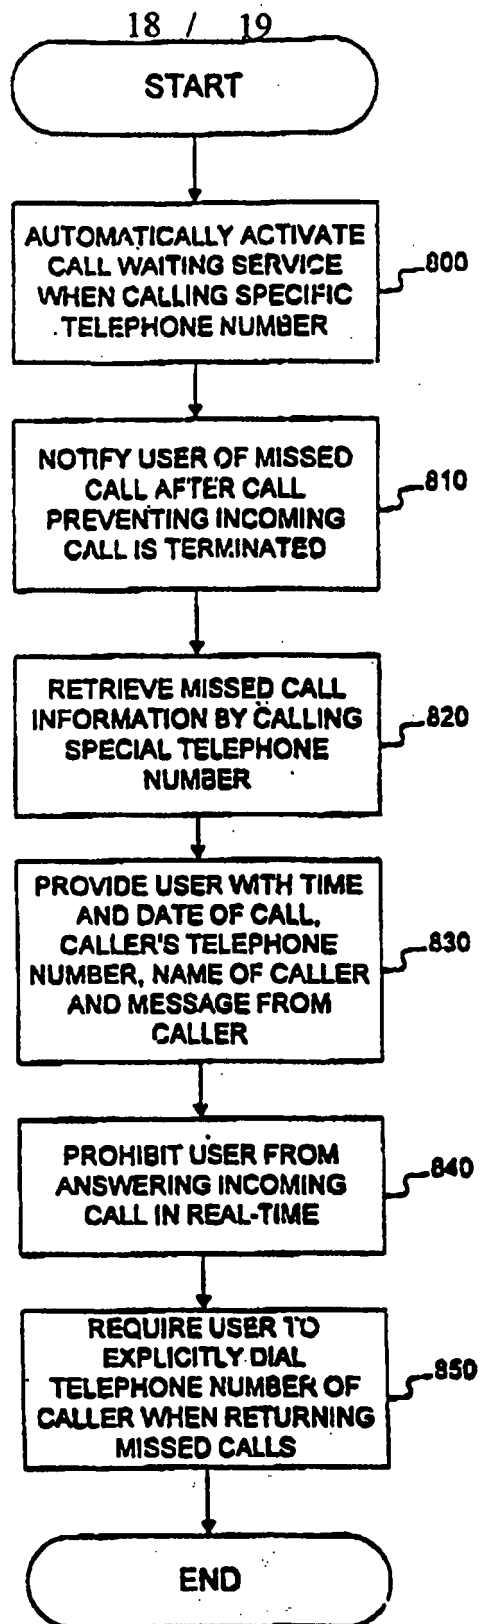 18 / 19
START
AUTOMATICALLY ACTIVATE
CALL WAITING SERVICE
WHEN CALLING SPECIFIC
TELEPHONE NUMBER
800
NOTIFY USER OF MISSED
CALL AFTER CALL
PREVENTING INCOMING
CALL IS TERMINATED
810
RETRIEVE MISSED CALL
INFORMATION BY CALLING
SPECIAL TELEPHONE
NUMBER
820
PROVIDE USER WITH TIME
AND DATE OF CALL,
CALLER'S TELEPHONE
NUMBER, NAME OF CALLER
AND MESSAGE FROM
CALLER
830
PROHIBIT USER FROM
ANSWERING INCOMING
CALL IN REAL-TIME
840
REQUIRE USER TO
EXPLICITLY DIAL
TELEPHONE NUMBER OF
CALLER WHEN RETURNING
MISSED CALLS
850
END